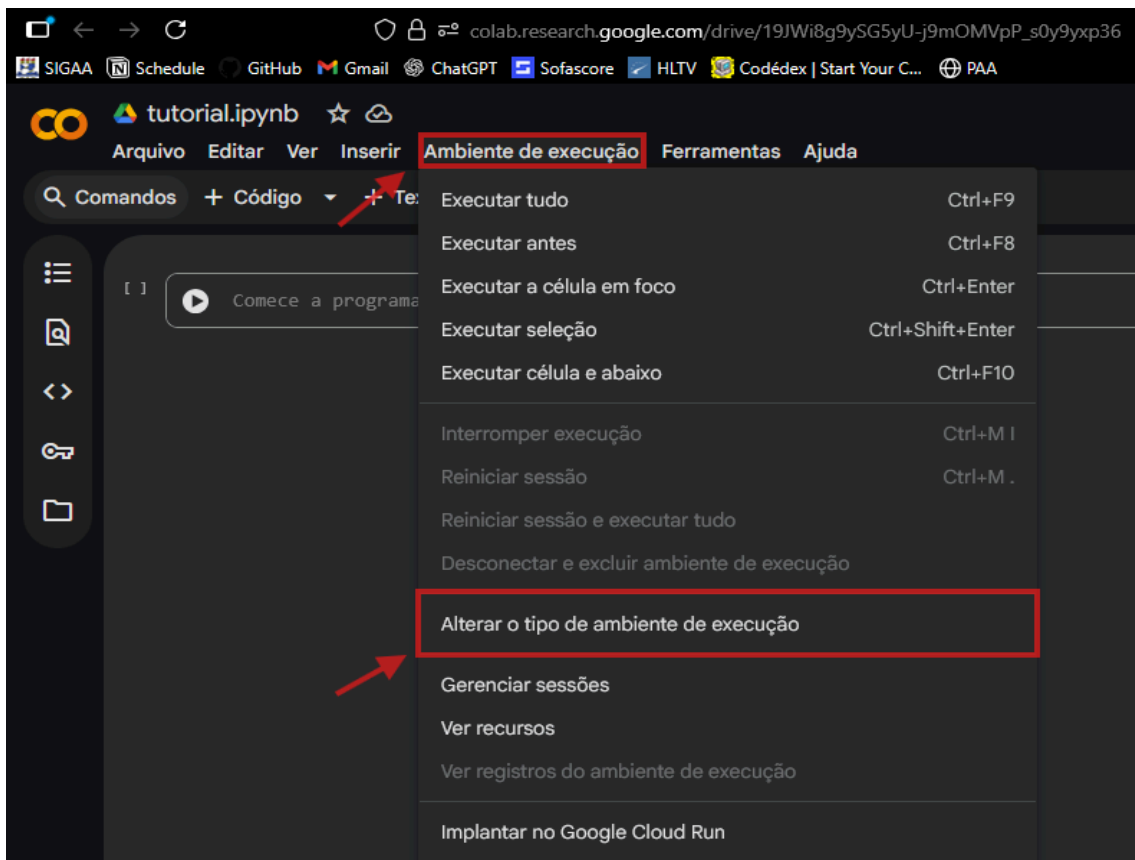 colab.research.google.com/drive/19JWi8g9ySG5yU-j9mOMVpP_s0y9yxp36
SIGAA Schedule GitHub Gmail ChatGPT Sofascore HLTV Codédex | Start Your C... PAA
tutorial.ipynb
Arquivo Editar Ver Inserir Ambiente de execução Ferramentas Ajuda
Comandos + Código + Te
Executar tudo Ctrl+F9
Executar antes Ctrl+F8
[ ] Comece a programa
Executar a célula em foco Ctrl+Enter
Executar seleção Ctrl+Shift+Enter
Executar célula e abaixo Ctrl+F10
Interromper execução Ctrl+M I
Reiniciar sessão Ctrl+M .
Reiniciar sessão e executar tudo
Desconectar e excluir ambiente de execução
Alterar o tipo de ambiente de execução
Gerenciar sessões
Ver recursos
Ver registros do ambiente de execução
Implantar no Google Cloud Run